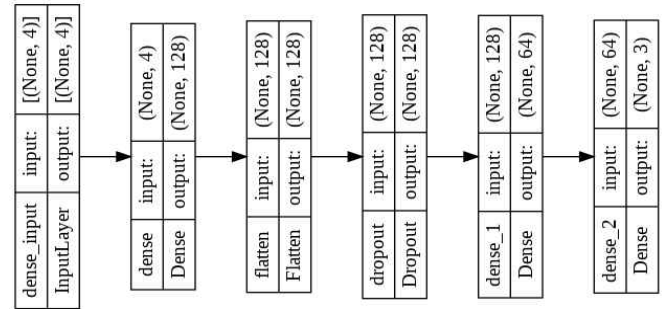 dense_input input: [(None, 4)]
InputLayer output: [(None, 4)]
dense input: (None, 4)
Dense output: (None, 128)
flatten input: (None, 128)
Flatten output: (None, 128)
dropout input: (None, 128)
Dropout output: (None, 128)
dense_1 input: (None, 128)
Dense output: (None, 64)
dense_2 input: (None, 64)
Dense output: (None, 3)